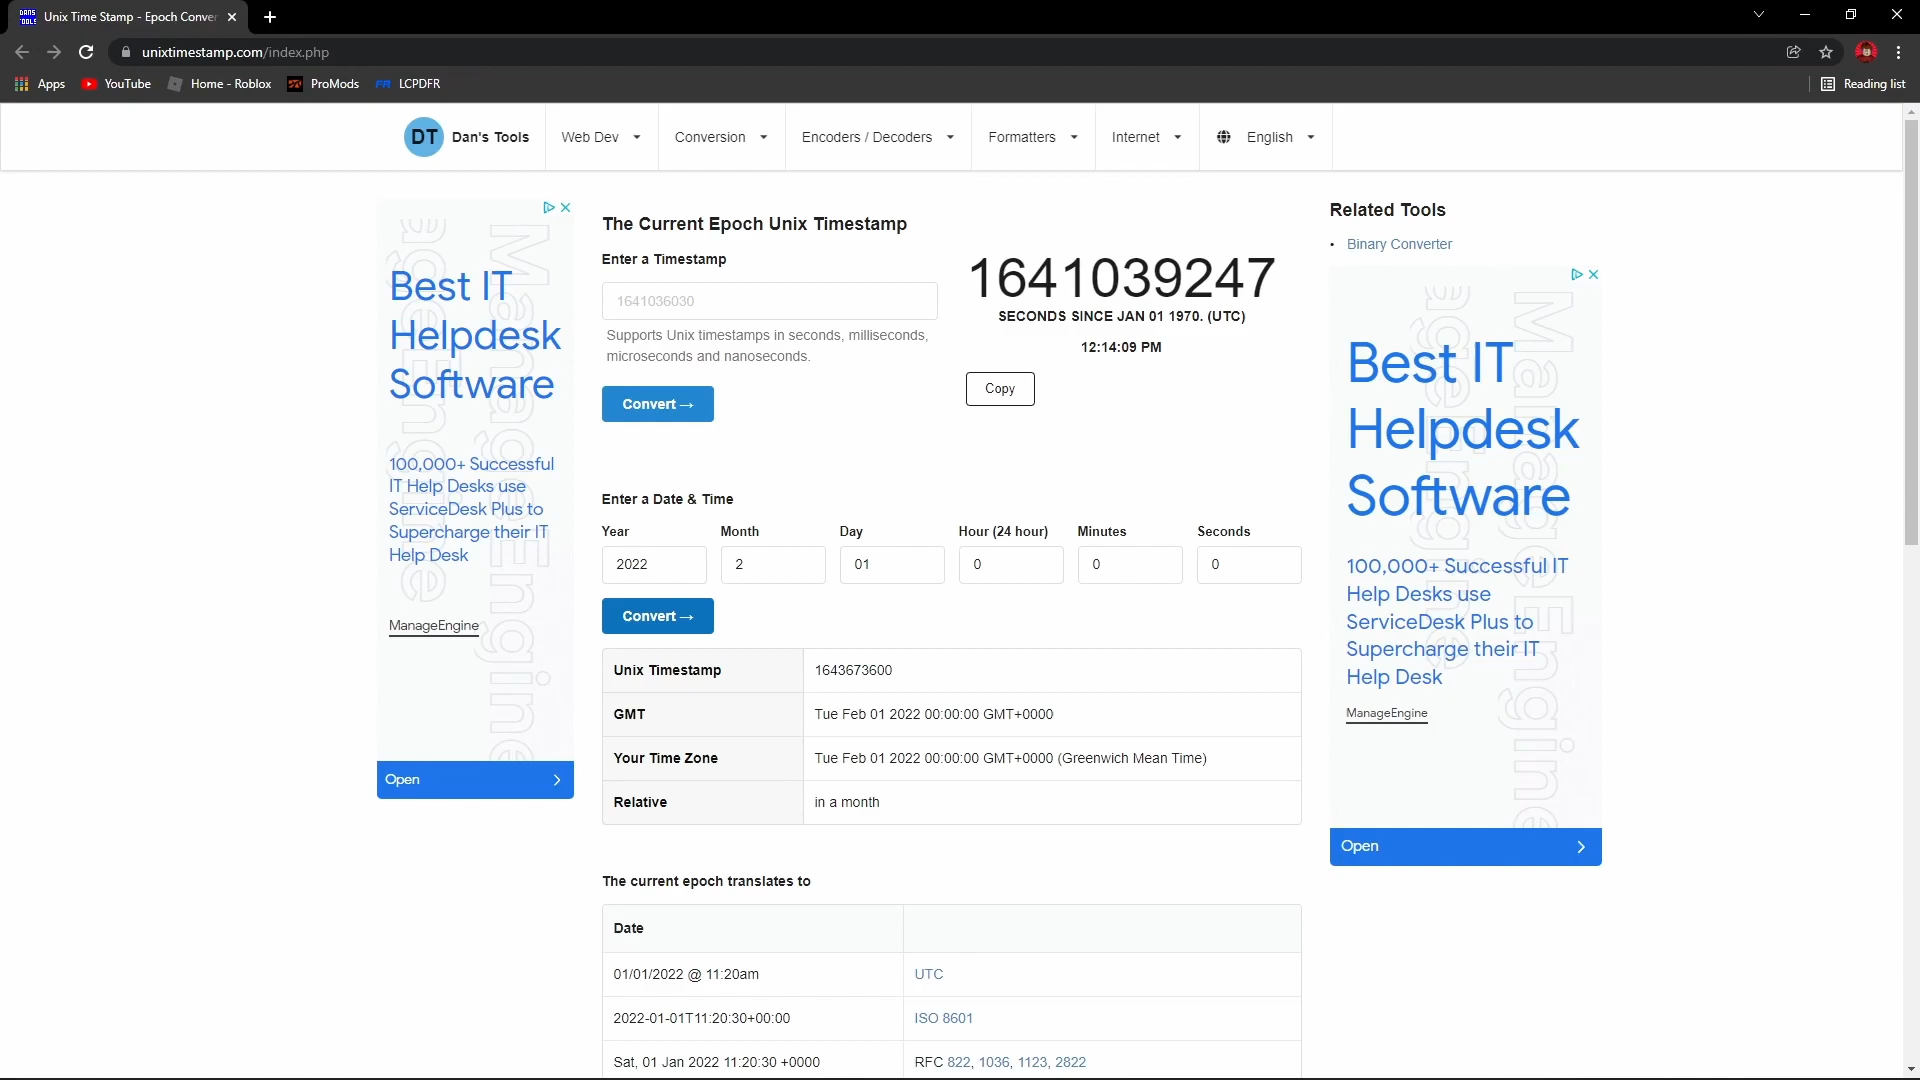 Unix Time Stamp - Epoch Conver
unixtimestamp.com/index.php
Apps YouTube Home - Roblox ProMods FR LCPDFR Reading list
DT Dan's Tools Web Dev Conversion Encoders / Decoders Formatters Internet English
Best IT
Helpdesk
Software
100,000+ Successful
IT Help Desks use
ServiceDesk Plus to
Supercharge their IT
Help Desk
ManageEngine
Open
ManageEngine
The Current Epoch Unix Timestamp
Enter a Timestamp
1641036030
Supports Unix timestamps in seconds, milliseconds,
microseconds and nanoseconds.
Convert →
1641039247
SECONDS SINCE JAN 01 1970. (UTC)
12:14:09 PM
Copy
Enter a Date & Time
Year Month Day Hour (24 hour) Minutes Seconds
2022 2 01 0 0 0
Convert →
Unix Timestamp 1643673600
GMT Tue Feb 01 2022 00:00:00 GMT+0000
Your Time Zone Tue Feb 01 2022 00:00:00 GMT+0000 (Greenwich Mean Time)
Relative in a month
The current epoch translates to
Date
01/01/2022 @ 11:20am UTC
2022-01-01T11:20:30+00:00 ISO 8601
Sat, 01 Jan 2022 11:20:30 +0000 RFC 822, 1036, 1123, 2822
Related Tools
• Binary Converter
Best IT
Helpdesk
Software
100,000+ Successful IT
Help Desks use
ServiceDesk Plus to
Supercharge their IT
Help Desk
ManageEngine
Open
ManageEngine